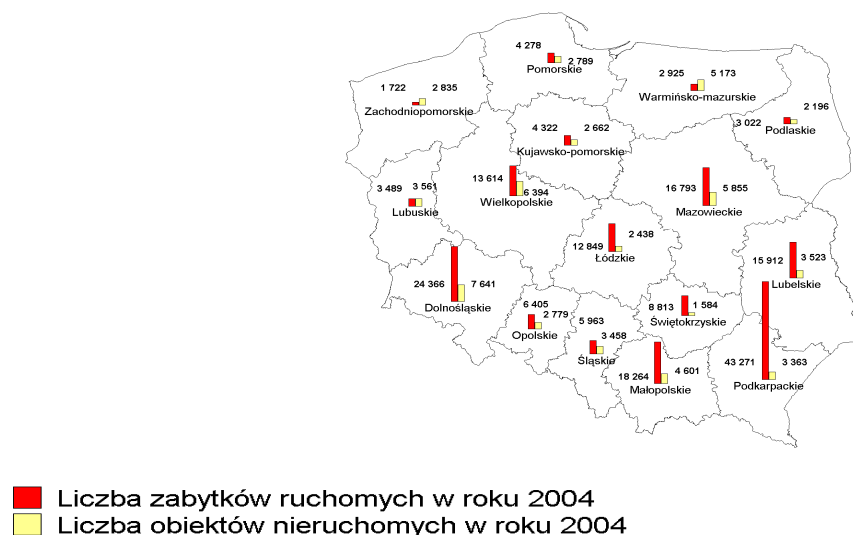 4 278
2 789
Pomorskie
1 722 2 835
Zachodniopomorskie
2 925 5 173
Warmińsko-mazurskie
2 196
3 022
Podlaskie
4 322 2 662
Kujawsko-pomorskie
13 614
6 394
Wielkopolskie
3 489 3 561
Lubuskie
16 793 5 855
Mazowieckie
2 438
12 849
Łódzkie
15 912 3 523
Lubelskie
24 366 7 641
Dolnośląskie
6 405
2 779
Opolskie
5 963
3 458
Śląskie
8 813 1 584
Świętokrzyskie
18 264 4 601
Małopolskie
43 271 3 363
Podkarpackie
Liczba zabytków ruchomych w roku 2004
Liczba obiektów nieruchomych w roku 2004